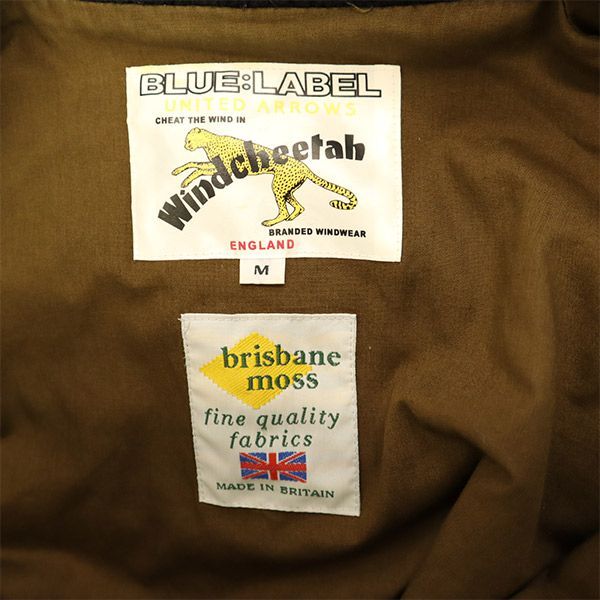 BLUE:LABEL
UNITED ARROWS
CHEAT THE WIND IN
Windcheetah
BRANDED WINDWEAR
ENGLAND
M
brisbane
moss
fine quality
fabrics
MADE IN BRITAIN